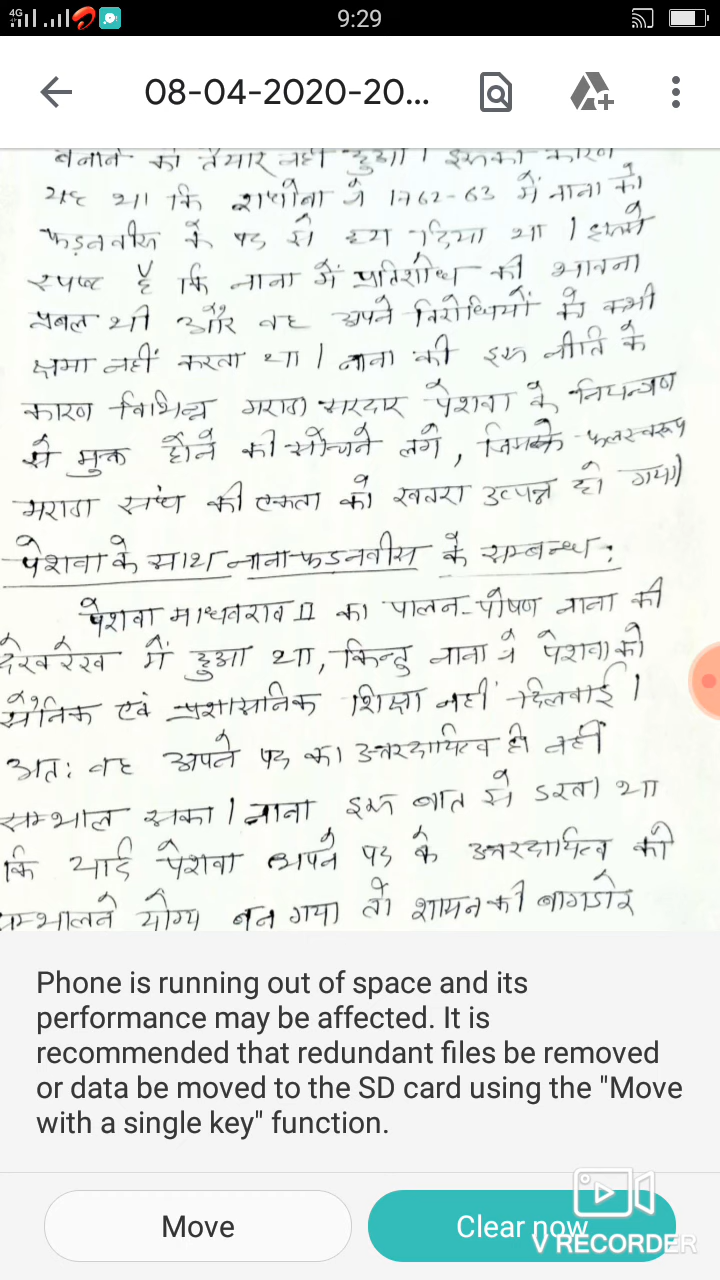 4G
9:29
08-04-2020-20...
बनाने को तैयार नहीं हुआ। इसका कारण
यह था कि राघोबा ने 1762-63 में नाना को
फड़नवीस के पद से हटा दिया था। इससे
स्पष्ट है कि नाना में प्रतिशोध की भावना
प्रबल थी और वह अपने विरोधियों को कभी
क्षमा नहीं करता था। नाना की इस नीति के
कारण विभिन्न मराठा सरदार पेशवा के नियन्त्रण
से मुक्त होने की सोचने लगे, जिसके फलस्वरूप
मराठा संघ की एकता को खतरा उत्पन्न हो गया।
पेशवा के साथ नाना फड़नवीस के सम्बन्ध:
पेशवा माधवराव II का पालन-पोषण नाना की
देखरेख में हुआ था, किन्तु नाना ने पेशवा को
सैनिक एवं प्रशासनिक शिक्षा नहीं दिलवाई।
अत: वह अपने पद का उत्तरदायित्व ही नहीं
सम्भाल सका। नाना इस बात से डरता था
कि यदि पेशवा अपने पद के उत्तरदायित्व को
सम्भालने योग्य बन गया तो शासन की बागडोर
Phone is running out of space and its
performance may be affected. It is
recommended that redundant files be removed
or data be moved to the SD card using the "Move
with a single key" function.
Move
Clear now
V RECORDER